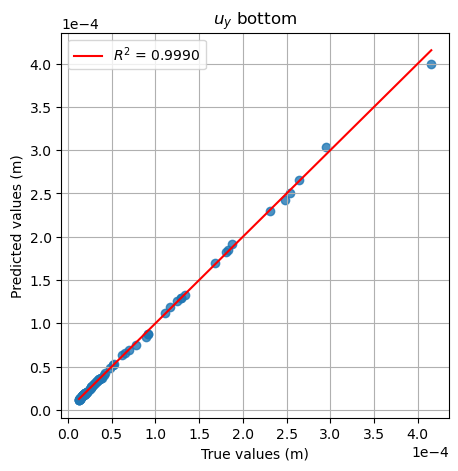 u_y bottom
1e−4
R² = 0.9990
4.0
3.5
3.0
2.5
2.0
1.5
1.0
0.5
0.0
Predicted values (m)
0.0 0.5 1.0 1.5 2.0 2.5 3.0 3.5 4.0
1e−4
True values (m)